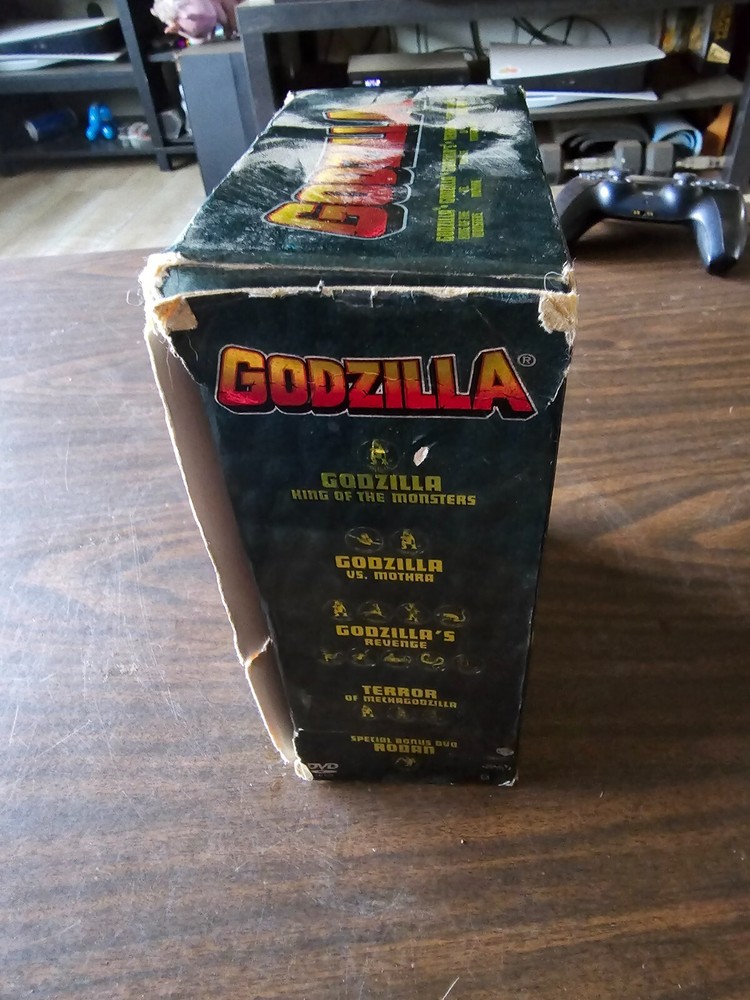 GODZILLA
GODZILLA®
GODZILLA
KING OF THE MONSTERS
GODZILLA
VS. MOTHRA
GODZILLA'S
REVENGE
TERROR
OF MECHAGODZILLA
SPECIAL BONUS DVD
RODAN
DVD